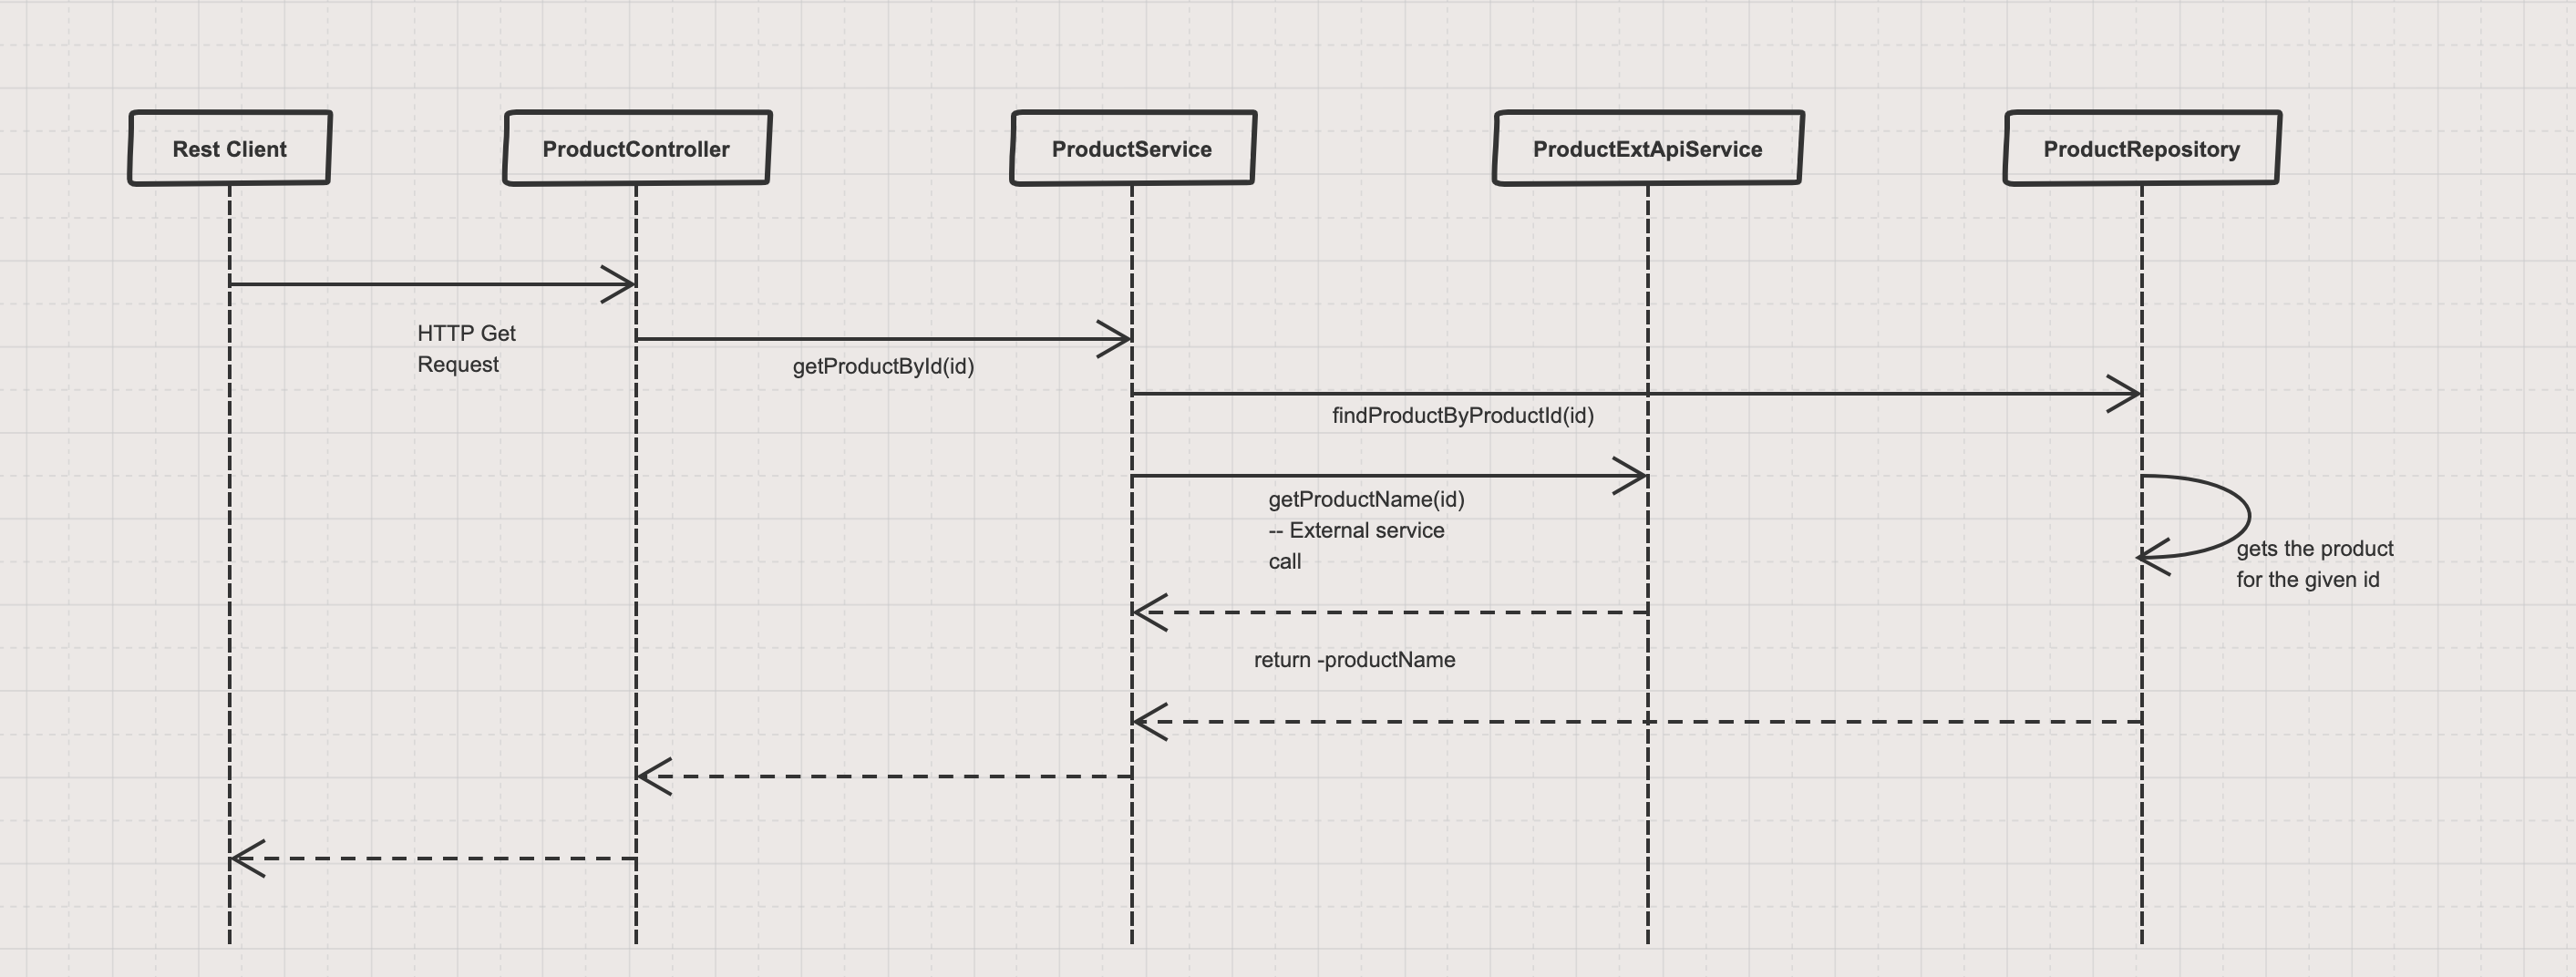 Rest Client
ProductController
ProductService
ProductExtApiService
ProductRepository
HTTP Get
Request
getProductById(id)
findProductByProductId(id)
getProductName(id)
-- External service
call
gets the product
for the given id
return -productName